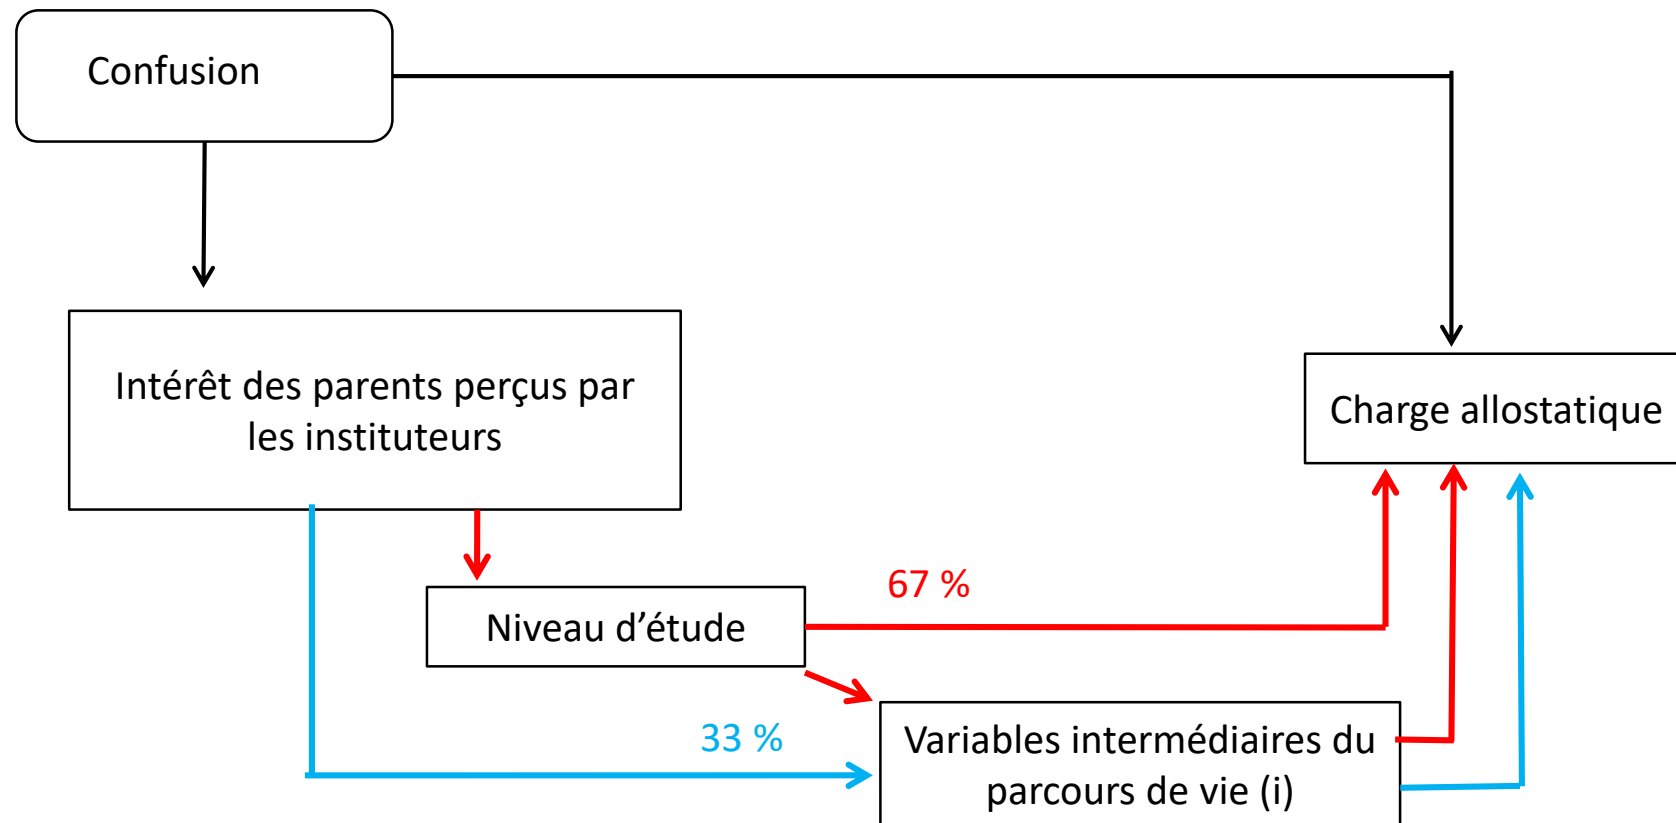 Confusion
Intérêt des parents perçus par
les instituteurs
Charge allostatique
67 %
Niveau d’étude
33 %
Variables intermédiaires du
parcours de vie (i)